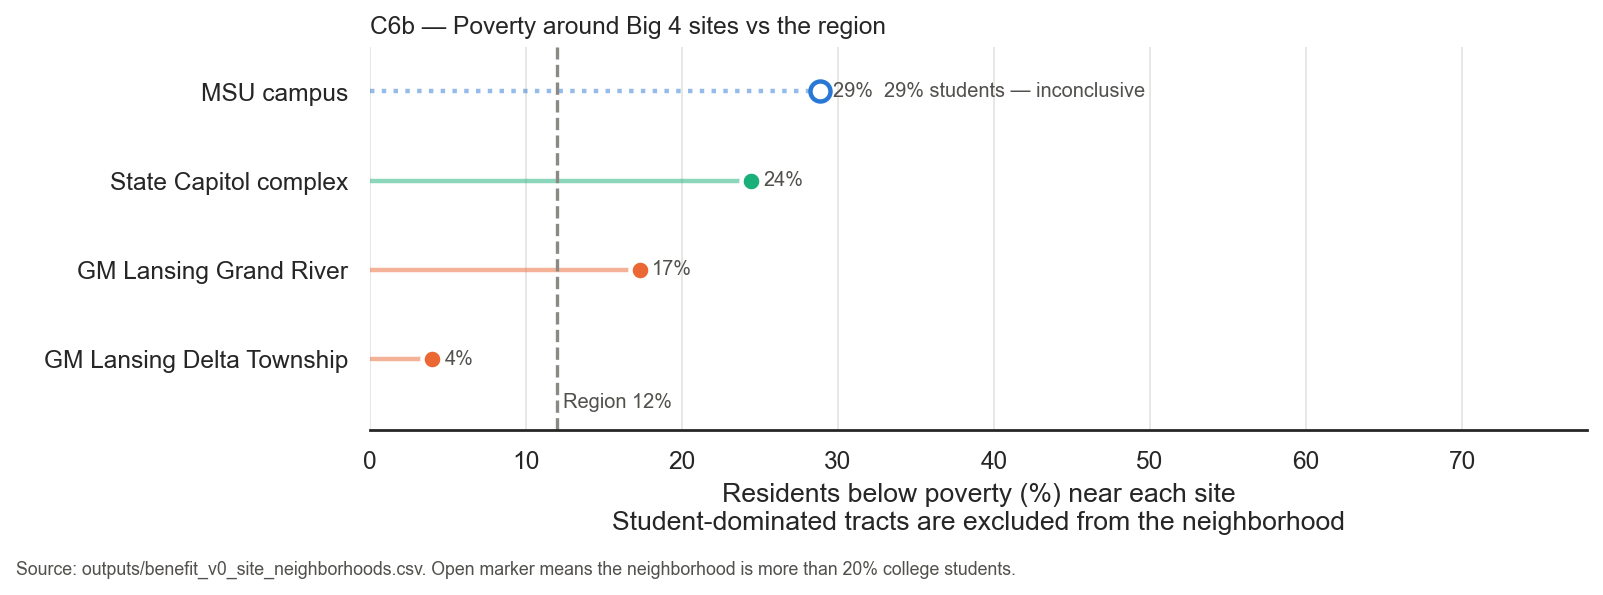 C6b — Poverty around Big 4 sites vs the region
MSU campus
29% 29% students — inconclusive
State Capitol complex
24%
GM Lansing Grand River
17%
GM Lansing Delta Township
4%
Region 12%
0 10 20 30 40 50 60 70
Residents below poverty (%) near each site
Student-dominated tracts are excluded from the neighborhood
Source: outputs/benefit_v0_site_neighborhoods.csv. Open marker means the neighborhood is more than 20% college students.